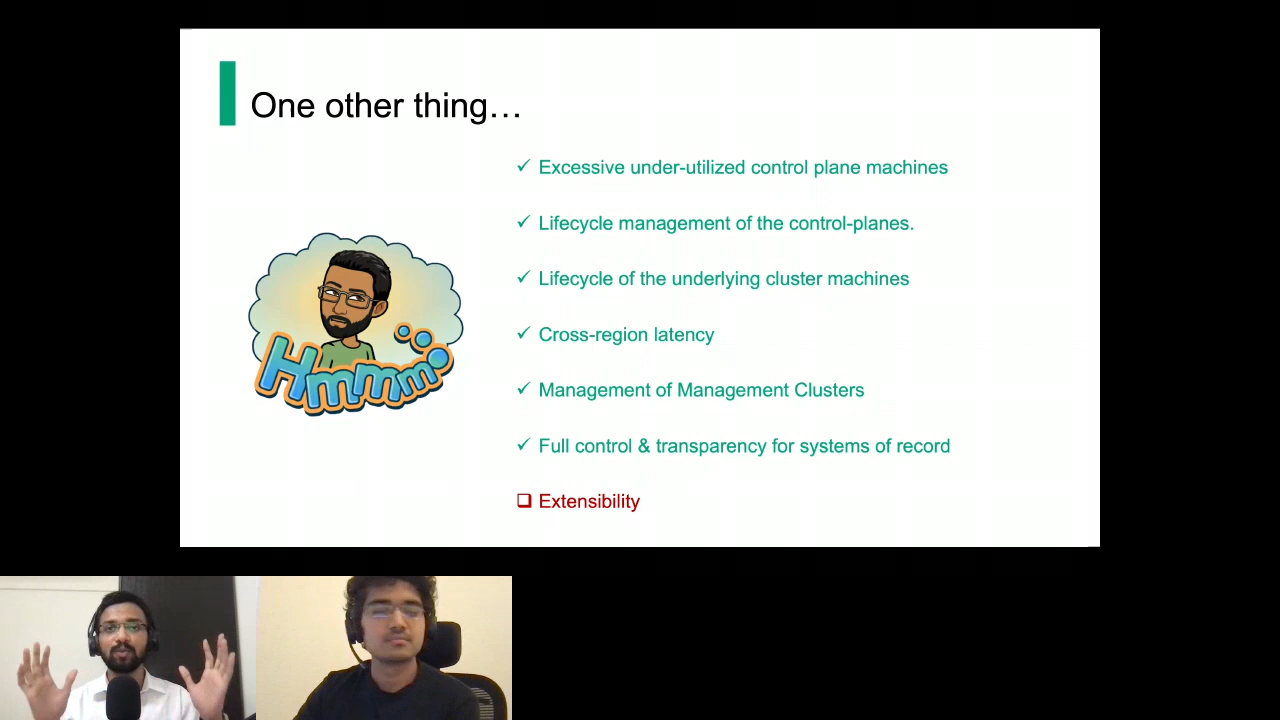 One other thing…
✓ Excessive under-utilized control plane machines
✓ Lifecycle management of the control-planes.
✓ Lifecycle of the underlying cluster machines
✓ Cross-region latency
✓ Management of Management Clusters
✓ Full control & transparency for systems of record
❑ Extensibility
Hmmm